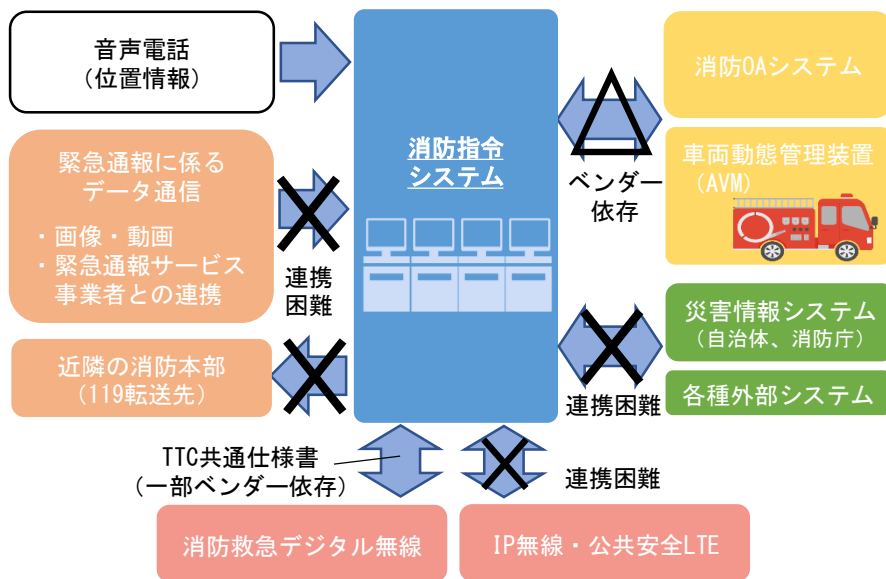 音声電話
(位置情報)
緊急通報に係る
データ通信
・画像・動画
・緊急通報サービス
事業者との連携
連携
困難
近隣の消防本部
(119転送先)
消防指令
システム
消防OAシステム
車両動態管理装置
(AVM)
ベンダー
依存
災害情報システム
(自治体、消防庁)
各種外部システム
連携困難
TTC共通仕様書
(一部ベンダー依存)
連携困難
消防救急デジタル無線
IP無線・公共安全LTE